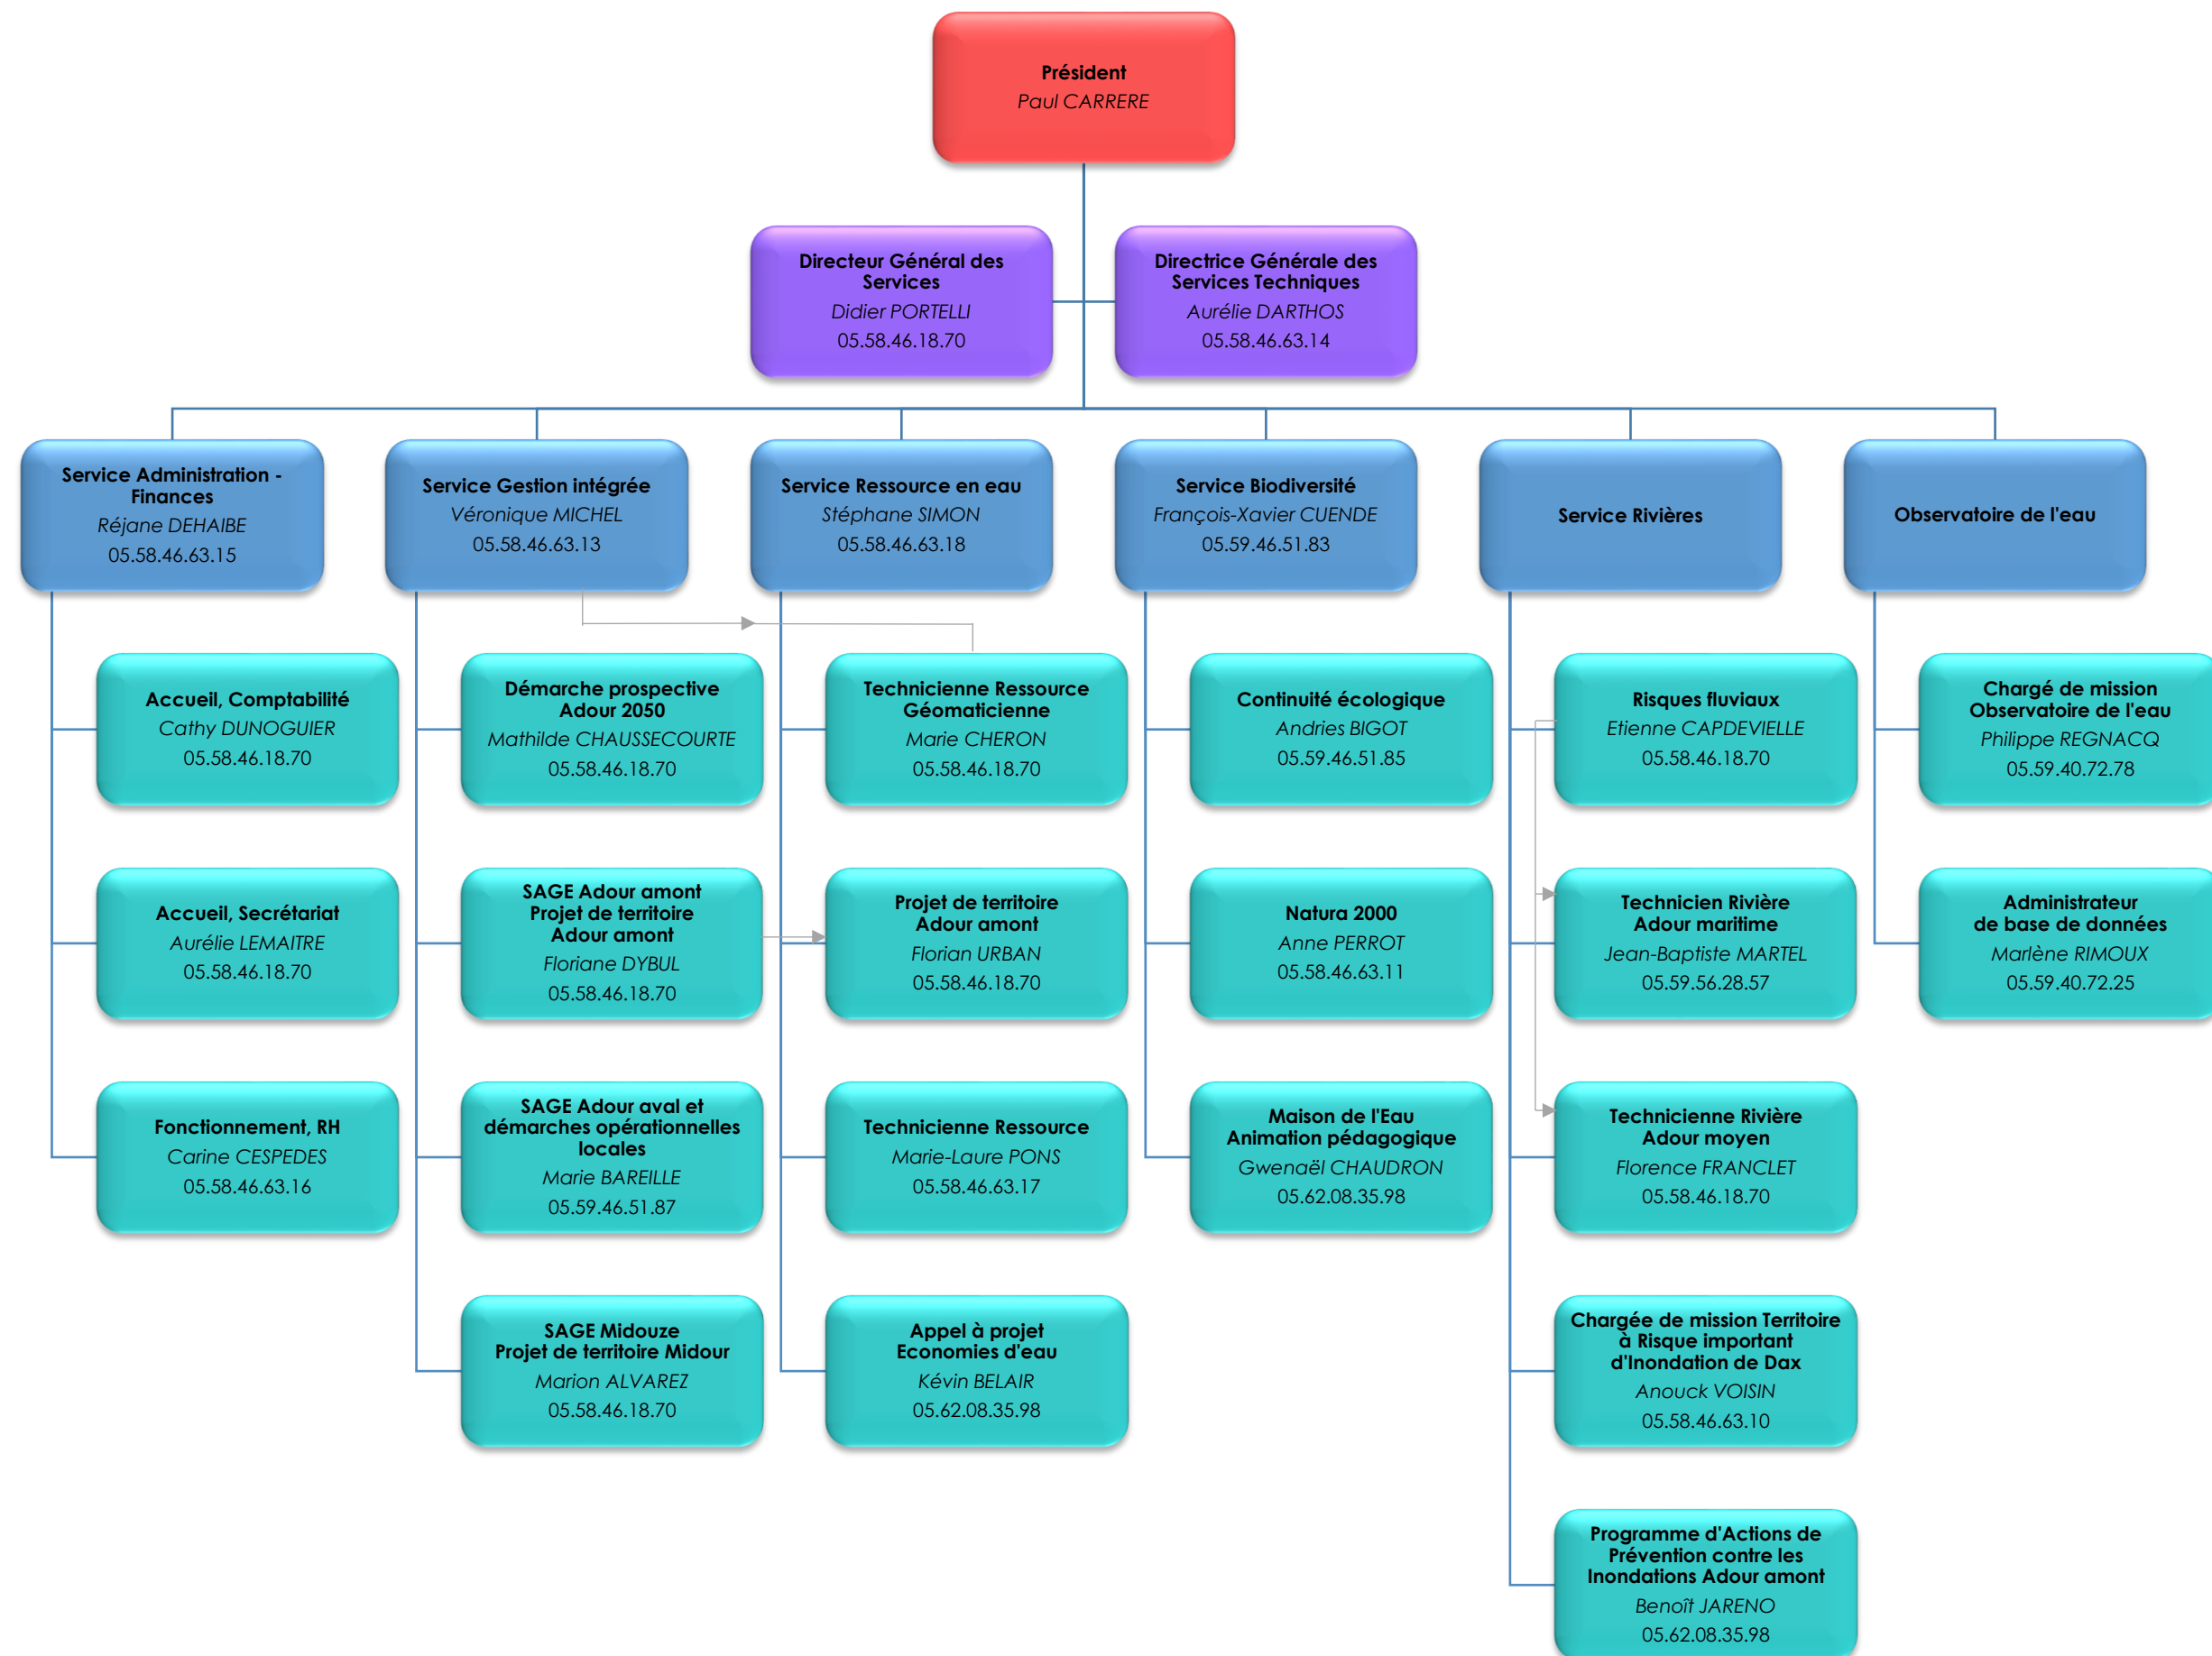 Président
Paul CARRERE
Directeur Général des
Services
Didier PORTELLI
05.58.46.18.70
Directrice Générale des
Services Techniques
Aurélie DARTHOS
05.58.46.63.14
Service Administration -
Finances
Réjane DEHAIBE
05.58.46.63.15
Service Gestion intégrée
Véronique MICHEL
05.58.46.63.13
Service Ressource en eau
Stéphane SIMON
05.58.46.63.18
Service Biodiversité
François-Xavier CUENDE
05.59.46.51.83
Service Rivières
Observatoire de l'eau
Accueil, Comptabilité
Cathy DUNOGUIER
05.58.46.18.70
Accueil, Secrétariat
Aurélie LEMAITRE
05.58.46.18.70
Fonctionnement, RH
Carine CESPEDES
05.58.46.63.16
Démarche prospective
Adour 2050
Mathilde CHAUSSECOURTE
05.58.46.18.70
SAGE Adour amont
Projet de territoire
Adour amont
Floriane DYBUL
05.58.46.18.70
SAGE Adour aval et
démarches opérationnelles
locales
Marie BAREILLE
05.59.46.51.87
SAGE Midouze
Projet de territoire Midour
Marion ALVAREZ
05.58.46.18.70
Technicienne Ressource
Géomaticienne
Marie CHERON
05.58.46.18.70
Projet de territoire
Adour amont
Florian URBAN
05.58.46.18.70
Technicienne Ressource
Marie-Laure PONS
05.58.46.63.17
Appel à projet
Economies d'eau
Kévin BELAIR
05.62.08.35.98
Continuité écologique
Andries BIGOT
05.59.46.51.85
Natura 2000
Anne PERROT
05.58.46.63.11
Maison de l'Eau
Animation pédagogique
Gwenaël CHAUDRON
05.62.08.35.98
Risques fluviaux
Etienne CAPDEVIELLE
05.58.46.18.70
Technicien Rivière
Adour maritime
Jean-Baptiste MARTEL
05.59.56.28.57
Technicienne Rivière
Adour moyen
Florence FRANCLET
05.58.46.18.70
Chargée de mission Territoire
à Risque important
d'Inondation de Dax
Anouck VOISIN
05.58.46.63.10
Programme d'Actions de
Prévention contre les
Inondations Adour amont
Benoît JARENO
05.62.08.35.98
Chargé de mission
Observatoire de l'eau
Philippe REGNACQ
05.59.40.72.78
Administrateur
de base de données
Marlène RIMOUX
05.59.40.72.25